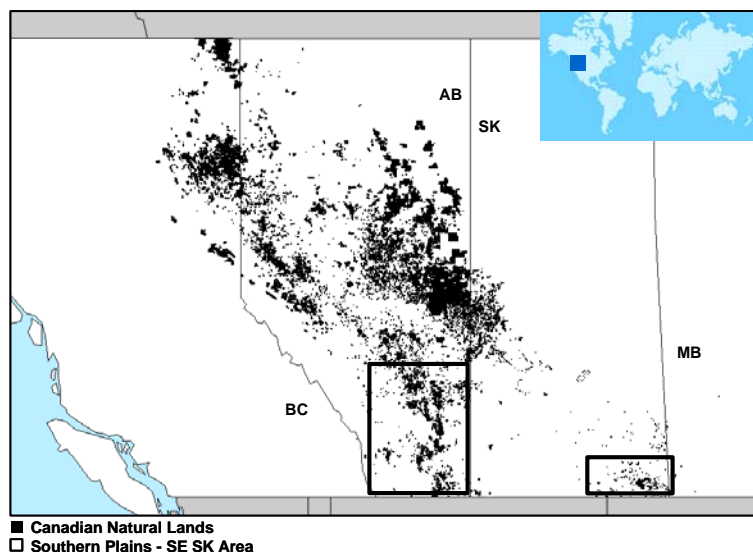 AB
SK
MB
BC
Canadian Natural Lands
Southern Plains - SE SK Area